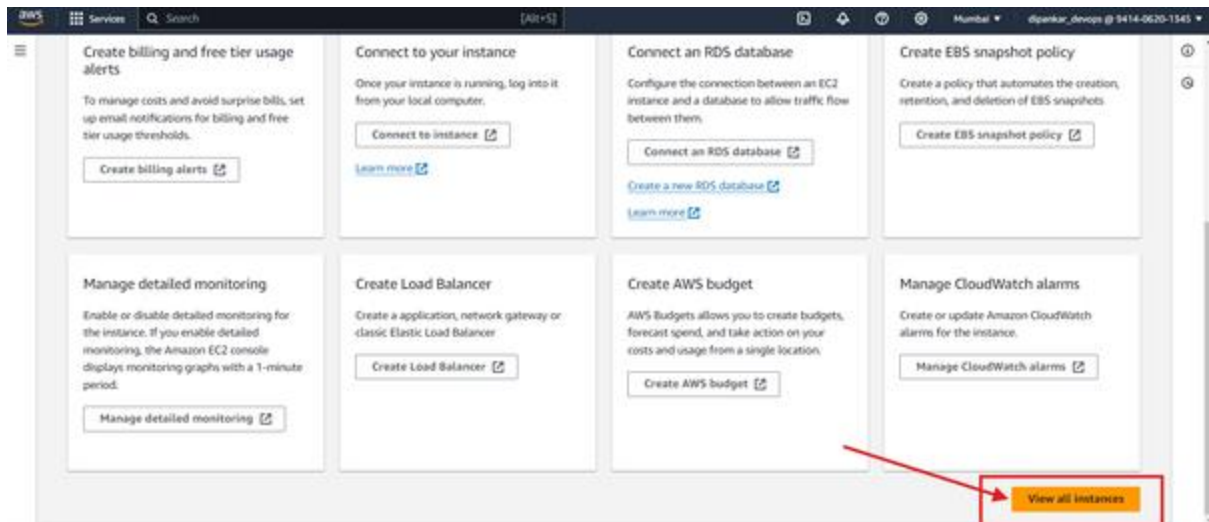 aws
Services
Search
[Alt+S]
Mumbai
dipankar_devops @ 9414-0620-1545
Create billing and free tier usage
alerts
To manage costs and avoid surprise bills, set
up email notifications for billing and free
tier usage thresholds.
Create billing alerts
Connect to your instance
Once your instance is running, log into it
from your local computer.
Connect to instance
Learn more
Connect an RDS database
Configure the connection between an EC2
instance and a database to allow traffic flow
between them.
Connect an RDS database
Create a new RDS database
Learn more
Create EBS snapshot policy
Create a policy that automates the creation,
retention, and deletion of EBS snapshots
Create EBS snapshot policy
Manage detailed monitoring
Enable or disable detailed monitoring for
the instance. If you enable detailed
monitoring, the Amazon EC2 console
displays monitoring graphs with a 1-minute
period.
Manage detailed monitoring
Create Load Balancer
Create a application, network gateway or
classic Elastic Load Balancer
Create Load Balancer
Create AWS budget
AWS Budgets allows you to create budgets,
forecast spend, and take action on your
costs and usage from a single location.
Create AWS budget
Manage CloudWatch alarms
Create or update Amazon CloudWatch
alarms for the instance.
Manage CloudWatch alarms
View all instances